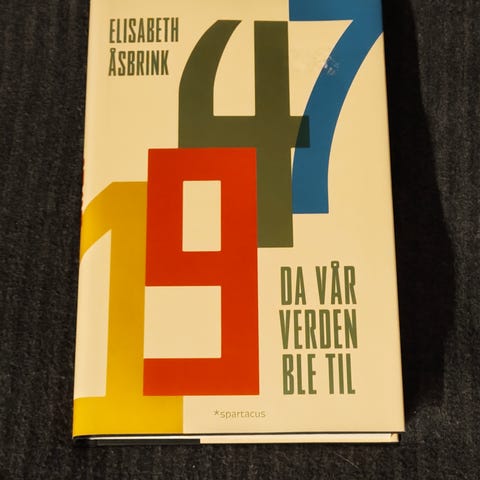 ELISABETH
ÅSBRINK
1947
DA VÅR
VERDEN
BLE TIL
*spartacus